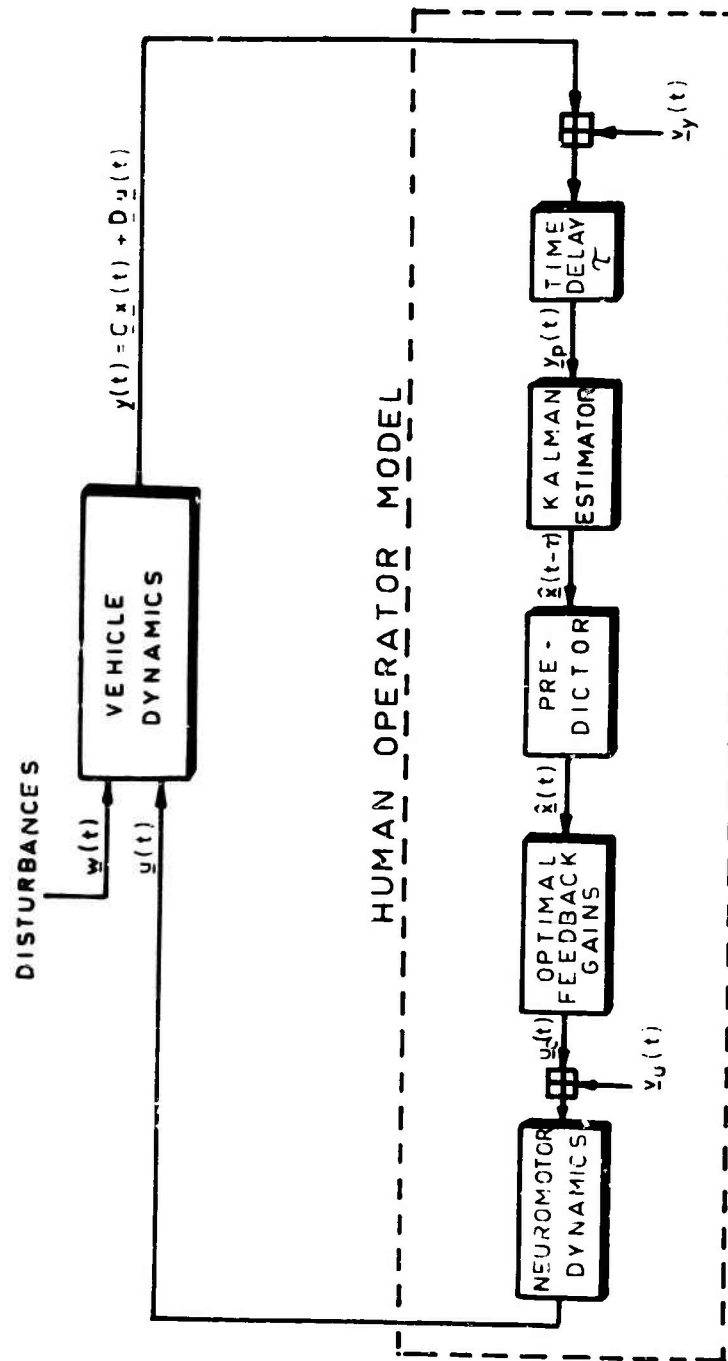 DISTURBANCES
w(t)
u(t)
VEHICLE
DYNAMICS
y(t) = C x(t) + D u(t)
HUMAN OPERATOR MODEL
NEUROMOTOR
DYNAMICS
v_u(t)
u_c(t)
OPTIMAL
FEEDBACK
GAINS
x̂(t)
PRE-
DICTOR
x̂(t-τ)
KALMAN
ESTIMATOR
y_p(t)
TIME
DELAY
τ
v_y(t)